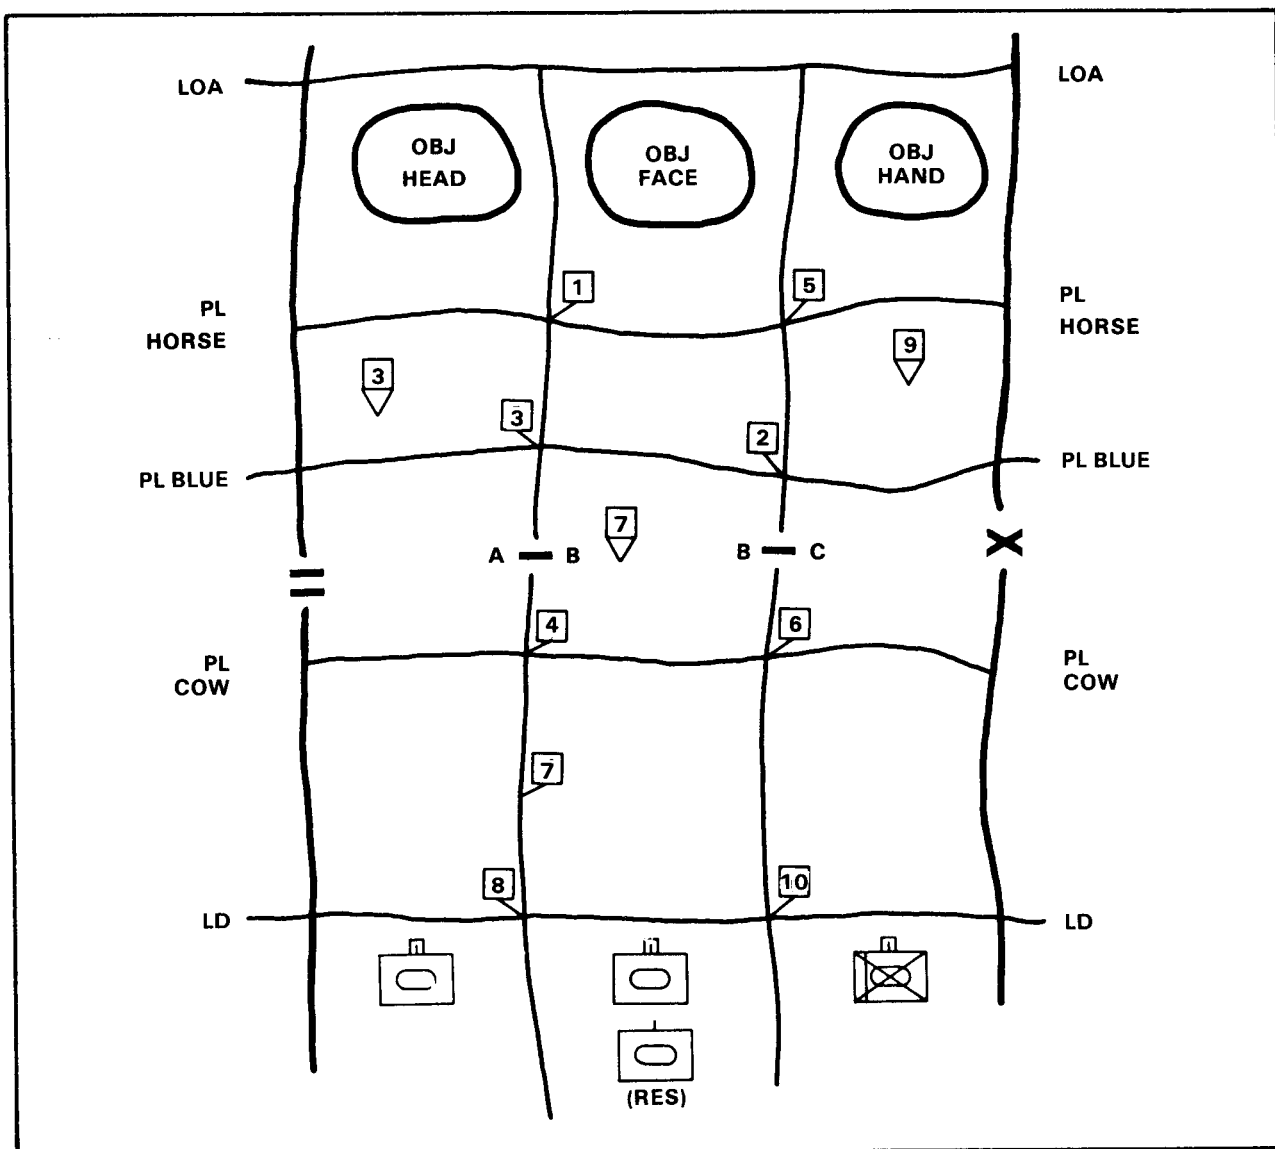 LOA LOA
OBJ
HEAD
OBJ
FACE
OBJ
HAND
1
5
PL
HORSE
PL
HORSE
3
9
3
2
PL BLUE PL BLUE
7
A B
B C
4
6
PL
COW
PL
COW
7
8
10
LD LD
(RES)